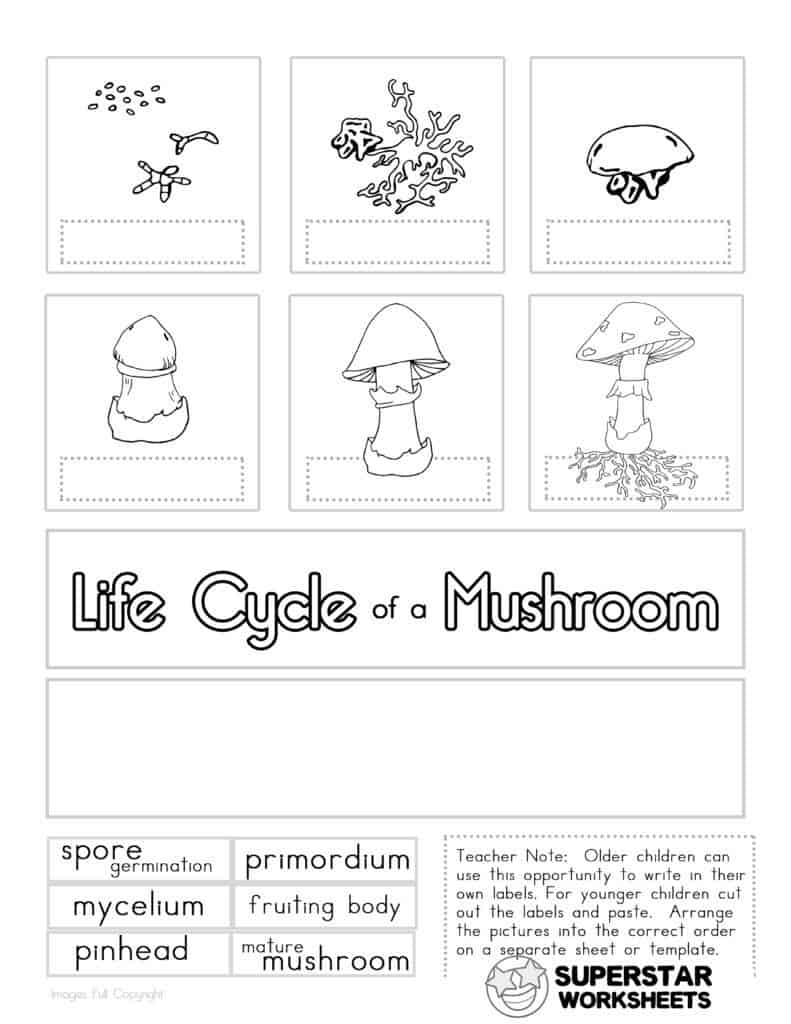 Life Cycle of a Mushroom
spore germination
primordium
mycelium
fruiting body
pinhead
mature mushroom
Teacher Note: Older children can
use this opportunity to write in their
own labels. For younger children cut
out the labels and paste. Arrange
the pictures into the correct order
on a separate sheet or template.
SUPERSTAR
WORKSHEETS
Images Full Copyright